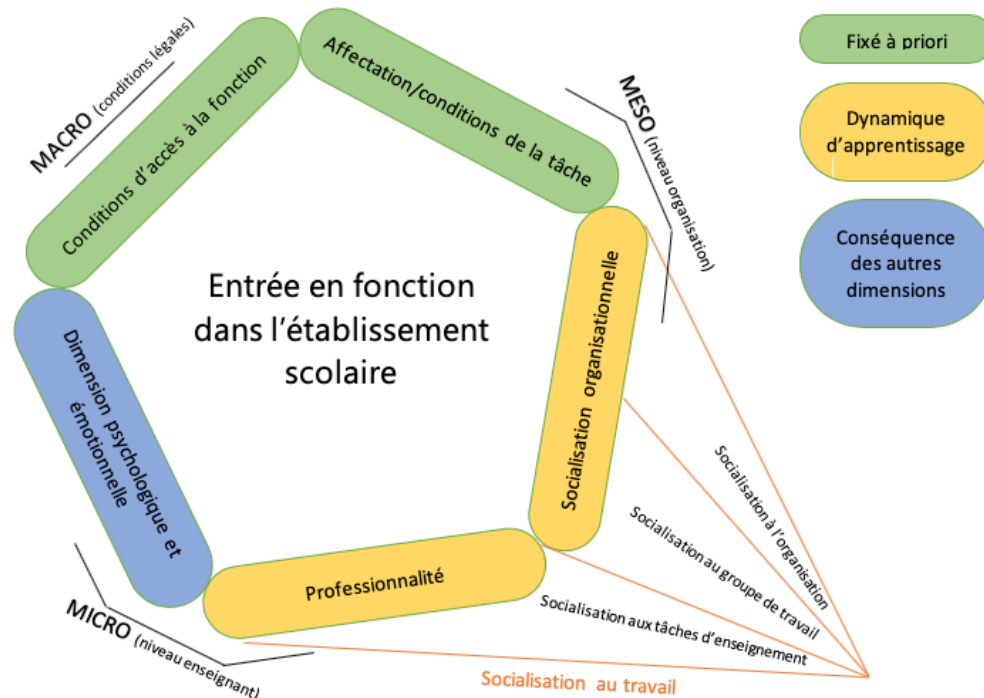 MACRO (conditions légales)
Conditions d'accès à la fonction
Affectation/conditions de la tâche
MESO (niveau organisation)
Fixé à priori
Dynamique
d'apprentissage
Conséquence
des autres
dimensions
Entrée en fonction
dans l'établissement
scolaire
Socialisation organisationnelle
Dimension psychologique et
émotionnelle
Professionnalité
MICRO (niveau enseignant)
Socialisation à l'organisation
Socialisation au groupe de travail
Socialisation aux tâches d'enseignement
Socialisation au travail